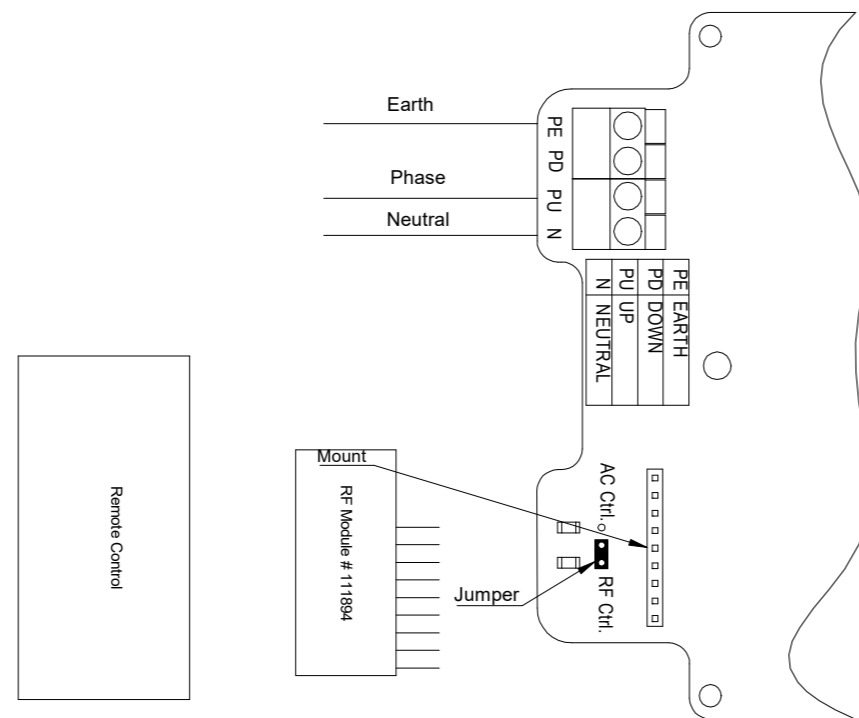 Earth
Phase
Neutral
PE
PD
PU
N
PE EARTH
PD DOWN
PU UP
N NEUTRAL
Remote Control
Mount
RF Module # 111894
Jumper
AC Ctrl.
RF Ctrl.